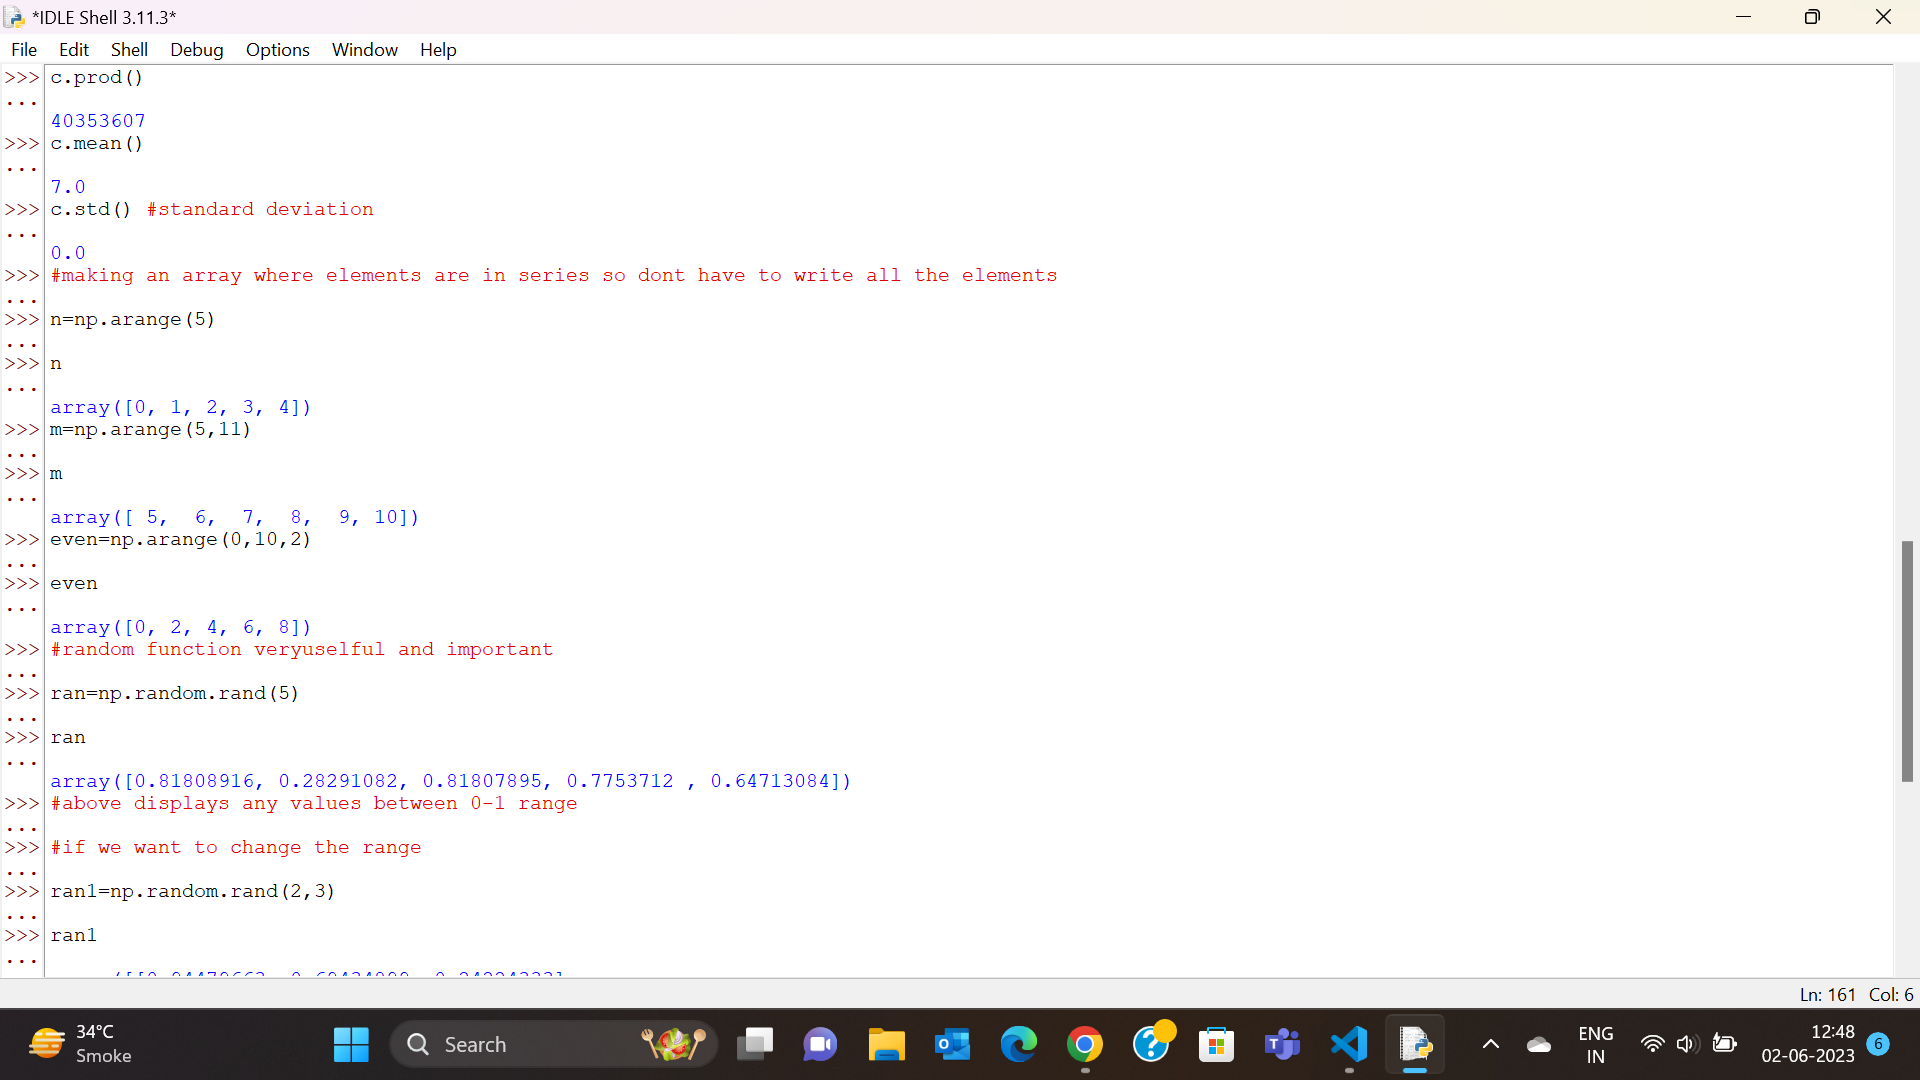 *IDLE Shell 3.11.3*
File Edit Shell Debug Options Window Help
>>> c.prod()
...
40353607
>>> c.mean()
...
7.0
>>> c.std() #standard deviation
...
0.0
>>> #making an array where elements are in series so dont have to write all the elements
...
>>> n=np.arange(5)
...
>>> n
...
array([0, 1, 2, 3, 4])
>>> m=np.arange(5,11)
...
>>> m
...
array([ 5,  6,  7,  8,  9, 10])
>>> even=np.arange(0,10,2)
...
>>> even
...
array([0, 2, 4, 6, 8])
>>> #random function veryuselful and important
...
>>> ran=np.random.rand(5)
...
>>> ran
...
array([0.81808916, 0.28291082, 0.81807895, 0.7753712 , 0.64713084])
>>> #above displays any values between 0-1 range
...
>>> #if we want to change the range
...
>>> ran1=np.random.rand(2,3)
...
>>> ran1
...
Ln: 161 Col: 6
34°C
Smoke
Search
ENG
IN
12:48
02-06-2023
6